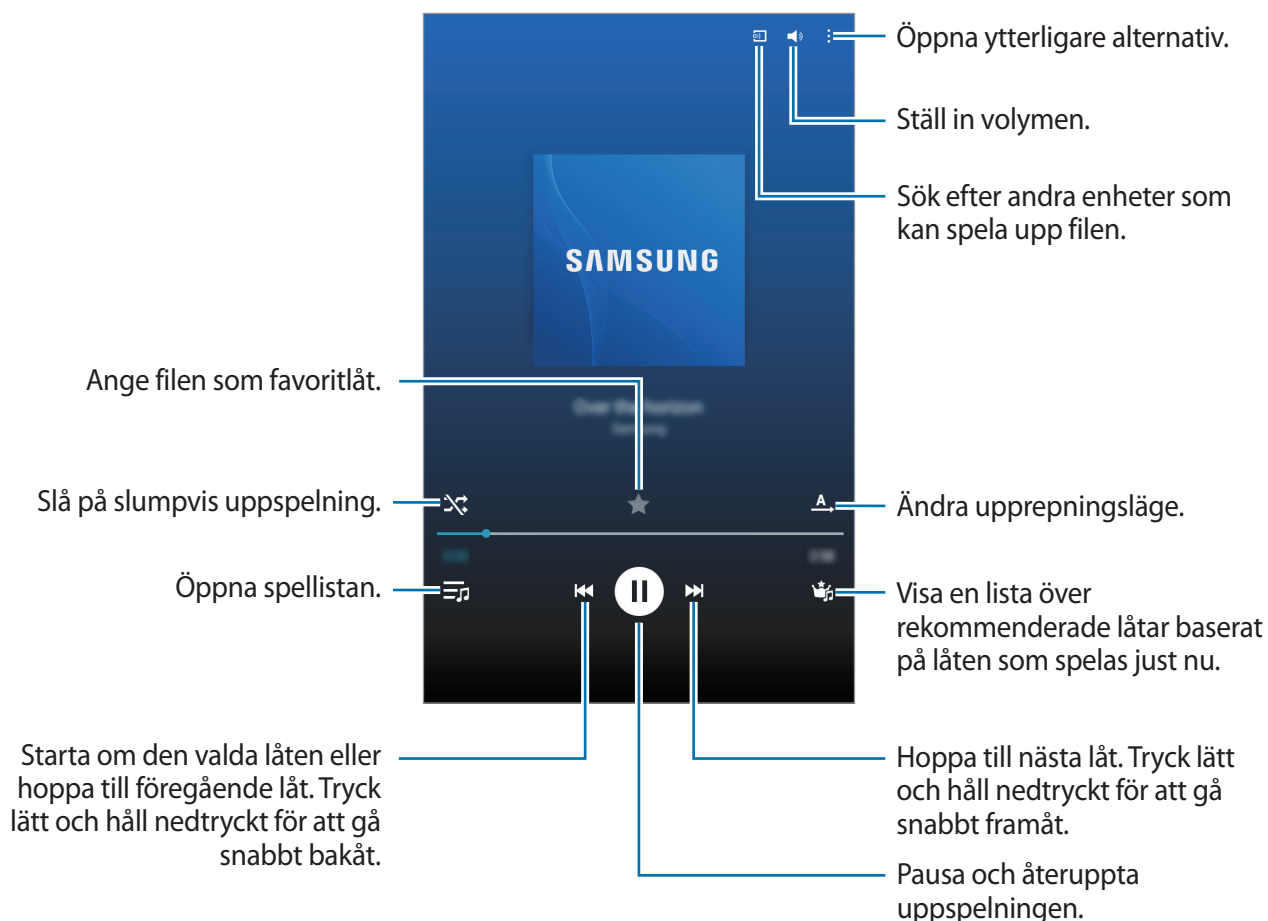 Öppna ytterligare alternativ.
Ställ in volymen.
Sök efter andra enheter som
kan spela upp filen.
SAMSUNG
Ange filen som favoritlåt.
Over the horizon
Samsung
Slå på slumpvis uppspelning.
A
Ändra upprepningsläge.
Öppna spellistan.
Visa en lista över
rekommenderade låtar baserat
på låten som spelas just nu.
Starta om den valda låten eller
hoppa till föregående låt. Tryck
lätt och håll nedtryckt för att gå
snabbt bakåt.
Hoppa till nästa låt. Tryck lätt
och håll nedtryckt för att gå
snabbt framåt.
Pausa och återuppta
uppspelningen.